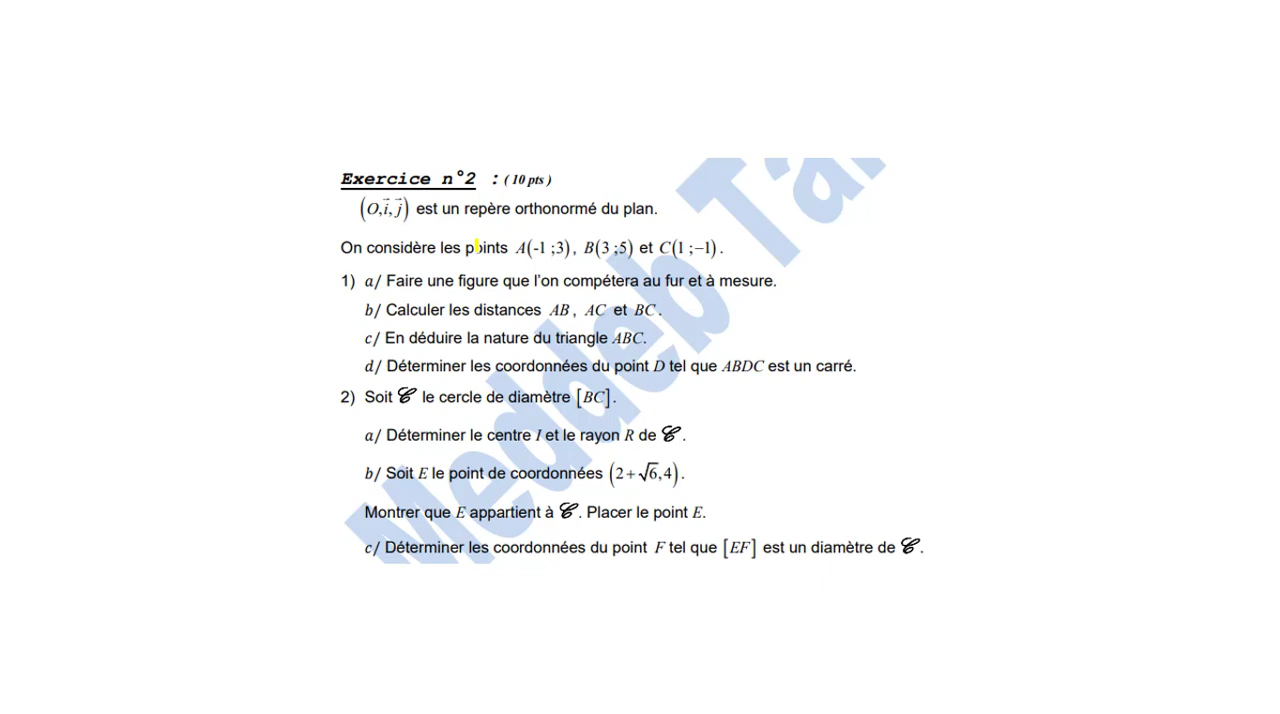 Exercice n°2 : ( 10 pts )
(O,i⃗,j⃗) est un repère orthonormé du plan.
On considère les points A(-1 ;3), B(3 ;5) et C(1 ;−1).
1) a/ Faire une figure que l'on compétera au fur et à mesure.
b/ Calculer les distances AB, AC et BC.
c/ En déduire la nature du triangle ABC.
d/ Déterminer les coordonnées du point D tel que ABDC est un carré.
2) Soit 𝒞 le cercle de diamètre [BC].
a/ Déterminer le centre I et le rayon R de 𝒞.
b/ Soit E le point de coordonnées (2+√6,4).
Montrer que E appartient à 𝒞. Placer le point E.
c/ Déterminer les coordonnées du point F tel que [EF] est un diamètre de 𝒞.
Meddeb Tar